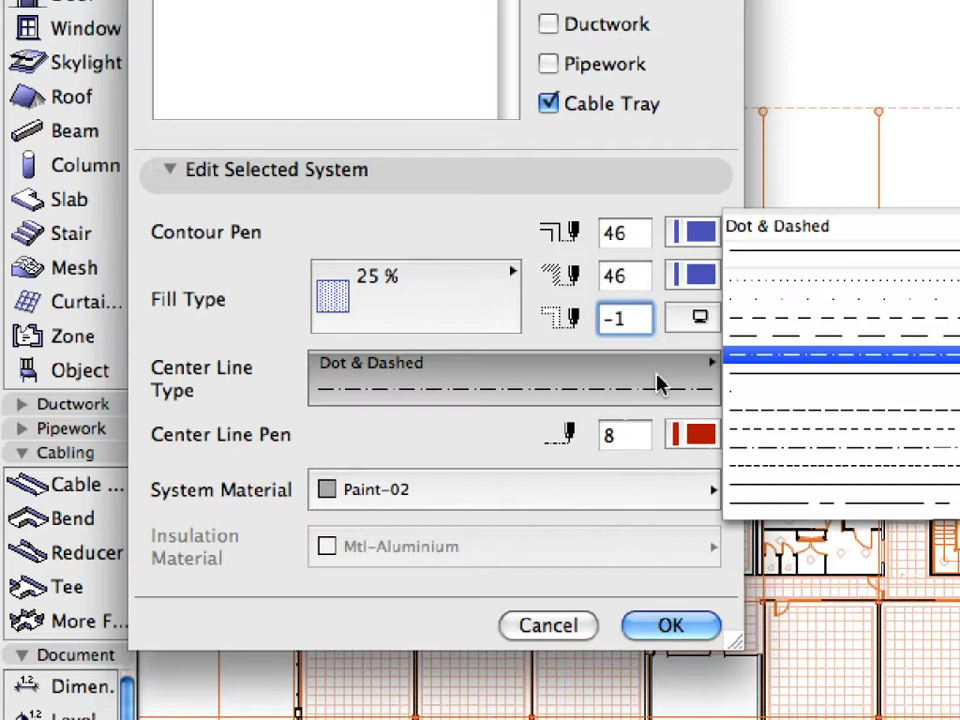 Window
Skylight
Roof
Beam
Column
Slab
Stair
Mesh
Curtai...
Zone
Object
Ductwork
Pipework
Cabling
Cable ...
Bend
Reducer
Tee
More F...
Document
Dimen.
Ductwork
Pipework
Cable Tray
Edit Selected System
Contour Pen
46
Fill Type
25 %
46
-1
Center Line
Type
Dot & Dashed
Center Line Pen
8
System Material
Paint-02
Insulation
Material
Mtl-Aluminium
Cancel
OK
Dot & Dashed